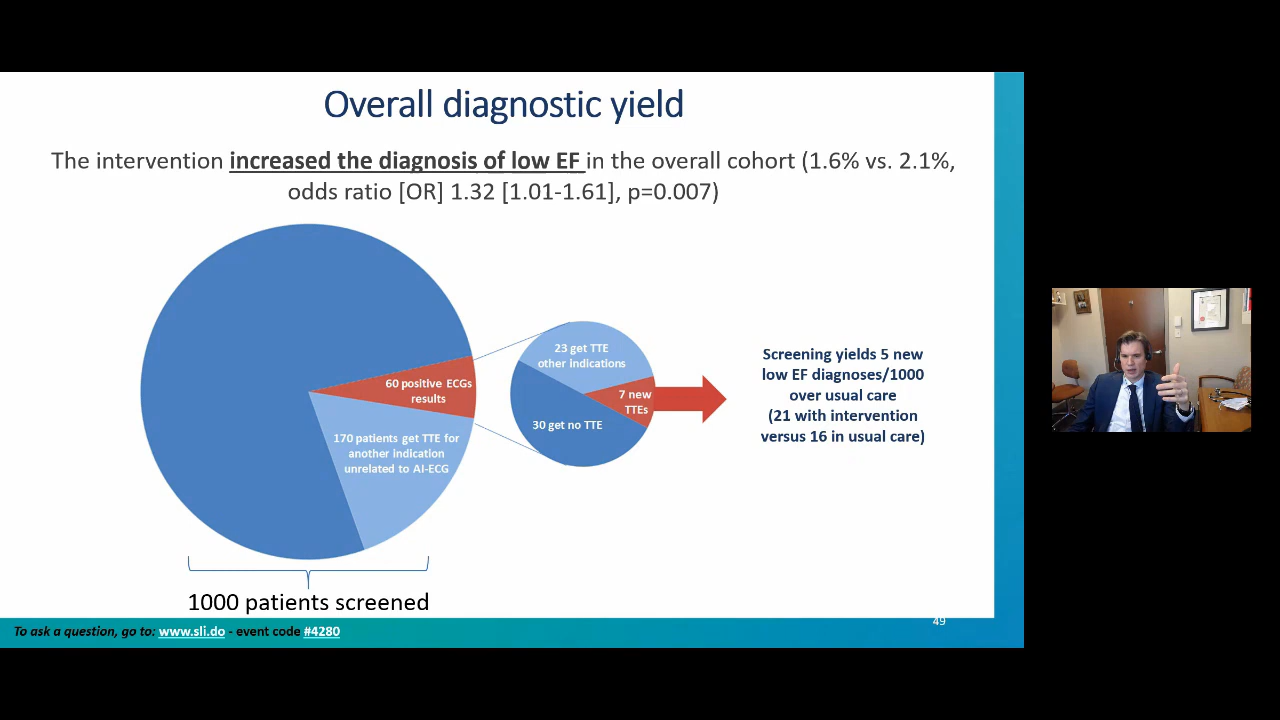 Overall diagnostic yield
The intervention increased the diagnosis of low EF in the overall cohort (1.6% vs. 2.1%,
odds ratio [OR] 1.32 [1.01-1.61], p=0.007)
60 positive ECGs
results
170 patients get TTE for
another indication
unrelated to AI-ECG
23 get TTE
other indications
7 new
TTEs
30 get no TTE
Screening yields 5 new
low EF diagnoses/1000
over usual care
(21 with intervention
versus 16 in usual care)
1000 patients screened
To ask a question, go to: www.sli.do - event code #4280
49